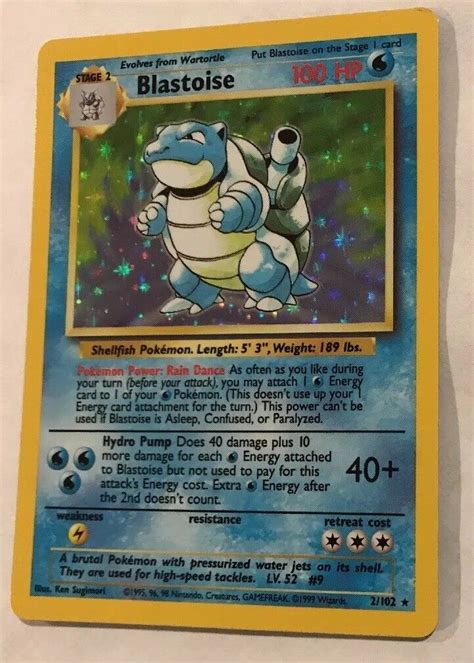 Evolves from Wartortle Put Blastoise on the Stage 1 card
STAGE 2 Blastoise 100 HP
Shellfish Pokémon. Length: 5' 3", Weight: 189 lbs.
Pokémon Power: Rain Dance As often as you like during
your turn (before your attack), you may attach 1 Energy
card to 1 of your Pokémon. (This doesn't use up your 1
Energy card attachment for the turn.) This power can't be
used if Blastoise is Asleep, Confused, or Paralyzed.
Hydro Pump Does 40 damage plus 10
more damage for each Energy attached
to Blastoise but not used to pay for this
attack's Energy cost. Extra Energy after
the 2nd doesn't count.
40+
weakness resistance retreat cost
A brutal Pokémon with pressurized water jets on its shell.
They are used for high-speed tackles. LV. 52 #9
Illus. Ken Sugimori ©1995, 96, 98 Nintendo, Creatures, GAMEFREAK. ©1999 Wizards. 2/102 ★